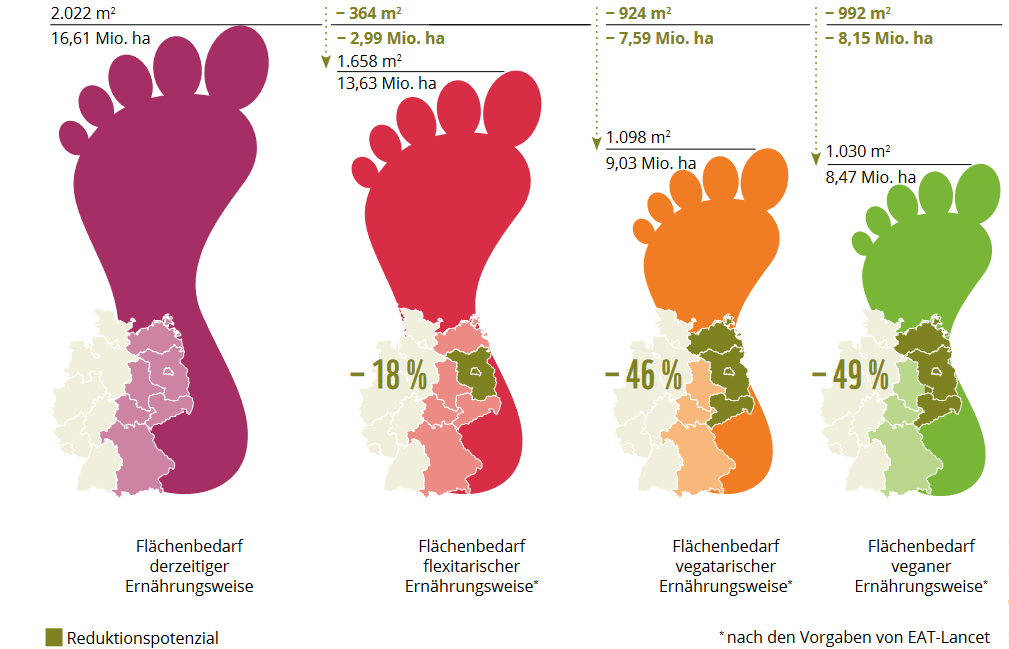 2.022 m²
16,61 Mio. ha
– 364 m²
– 2,99 Mio. ha
1.658 m²
13,63 Mio. ha
– 924 m²
– 7,59 Mio. ha
1.098 m²
9,03 Mio. ha
– 992 m²
– 8,15 Mio. ha
1.030 m²
8,47 Mio. ha
– 18 %
– 46 %
– 49 %
Flächenbedarf
derzeitiger
Ernährungsweise
Flächenbedarf
flexitarischer
Ernährungsweise*
Flächenbedarf
vegatarischer
Ernährungsweise*
Flächenbedarf
veganer
Ernährungsweise*
Reduktionspotenzial
* nach den Vorgaben von EAT-Lancet